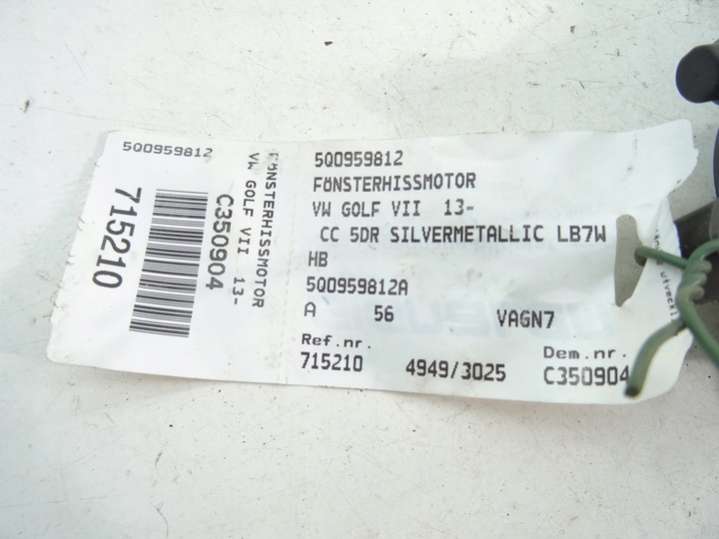 5Q0959812
FÖNSTERHISSMOTOR
VW GOLF VII 13-
C350904
715210
5Q0959812
FÖNSTERHISSMOTOR
VW GOLF VII 13-
CC 5DR SILVERMETALLIC LB7W
HB
5Q0959812A
A 56 VAGN7
Ref.nr. Dem.nr.
715210 4949/3025 C350904